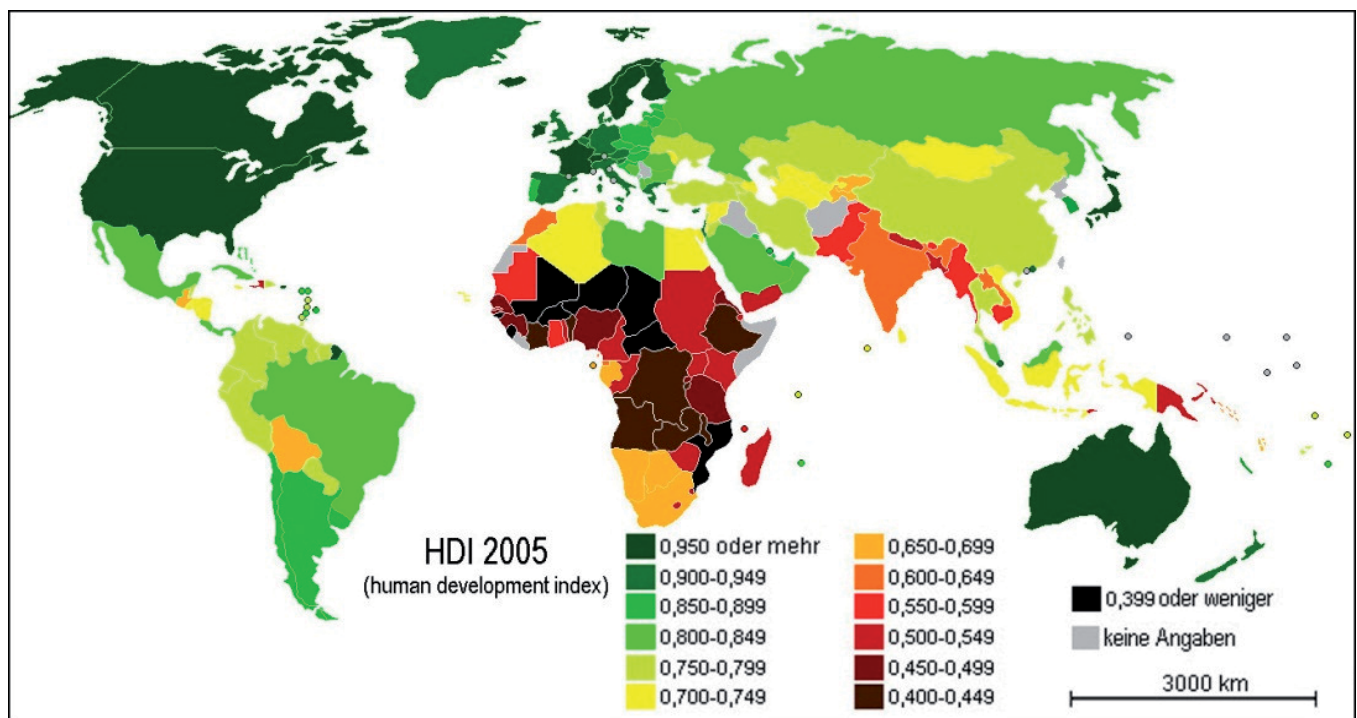 HDI 2005
(human development index)
0,950 oder mehr
0,900-0,949
0,850-0,899
0,800-0,849
0,750-0,799
0,700-0,749
0,650-0,699
0,600-0,649
0,550-0,599
0,500-0,549
0,450-0,499
0,400-0,449
0,399 oder weniger
keine Angaben
3000 km